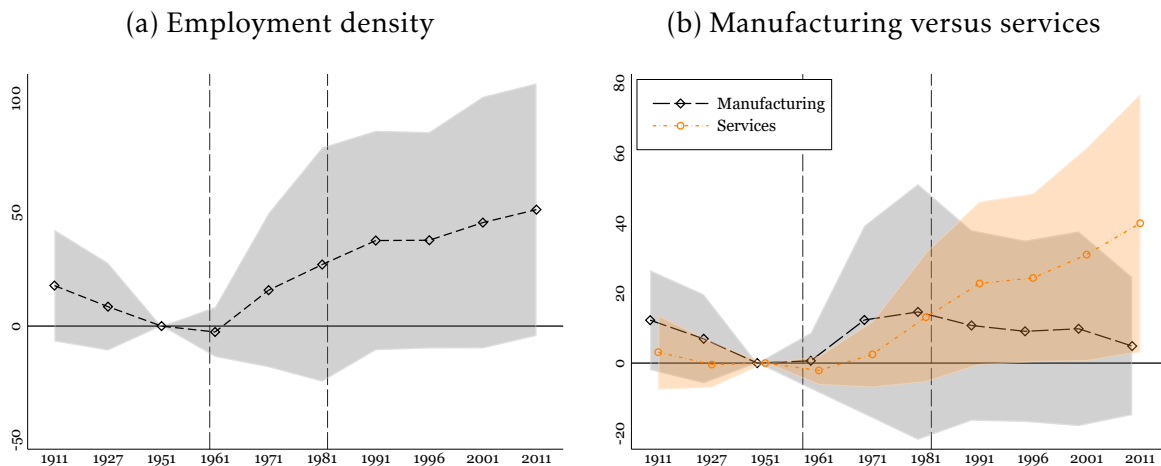 (a) Employment density
100
50
0
-50
1911 1927 1951 1961 1971 1981 1991 1996 2001 2011
(b) Manufacturing versus services
Manufacturing
Services
80
60
40
20
0
-20
1911 1927 1951 1961 1971 1981 1991 1996 2001 2011